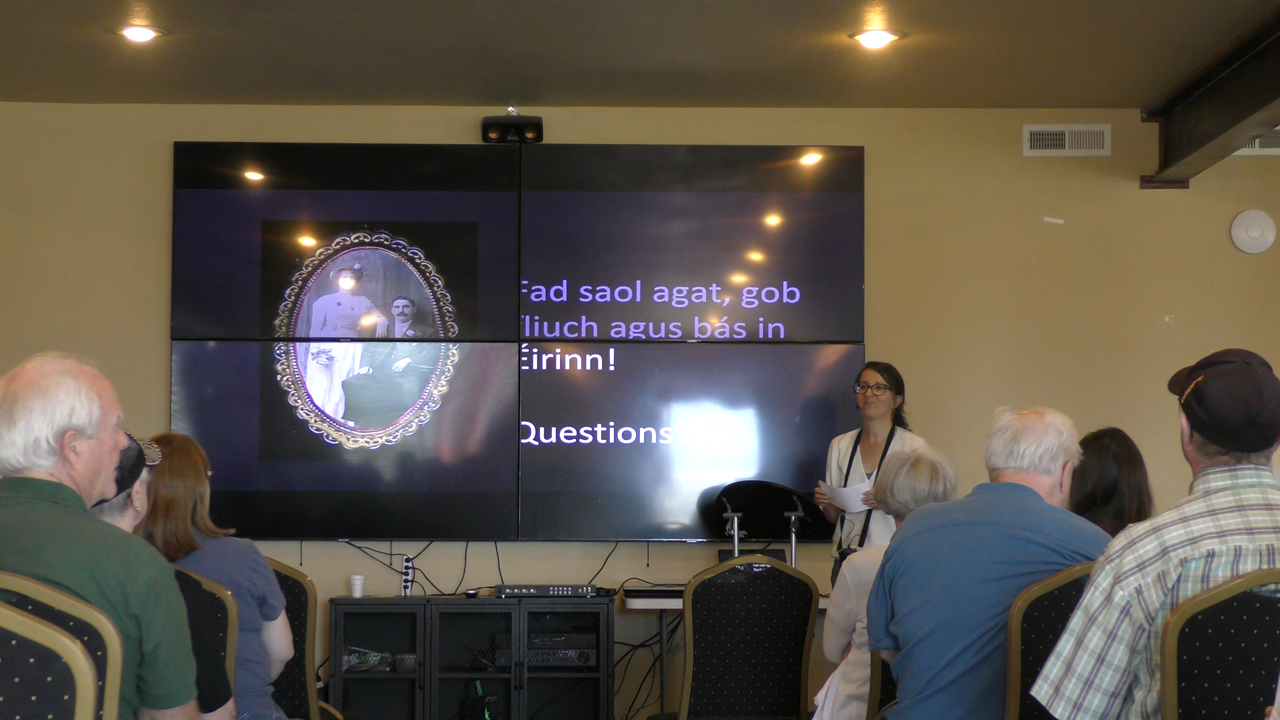 Fad saol agat, gob
fliuch agus bás in
Éirinn!
Questions